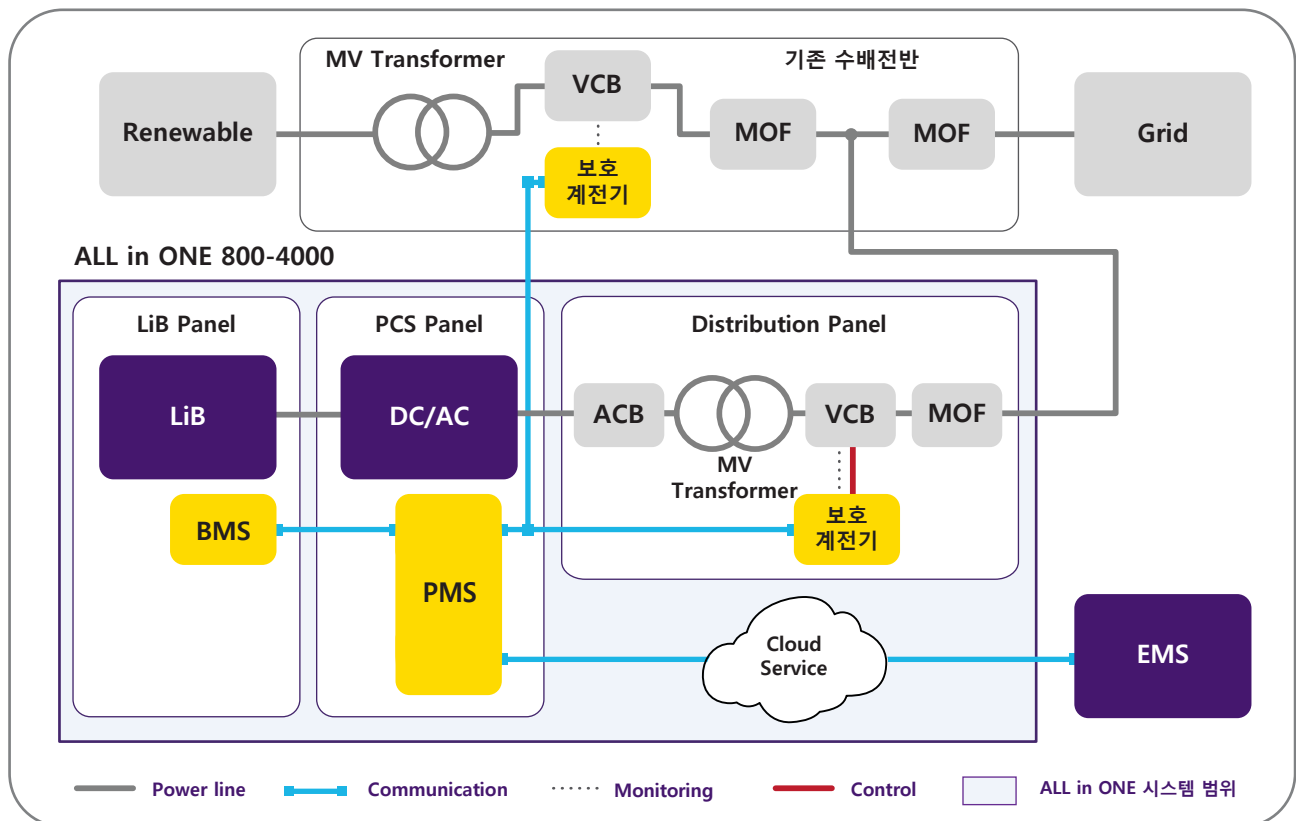 MV Transformer
기존 수배전반
Renewable
VCB
MOF
MOF
Grid
보호
계전기
ALL in ONE 800-4000
LiB Panel
PCS Panel
Distribution Panel
LiB
DC/AC
ACB
MV
Transformer
VCB
MOF
BMS
PMS
보호
계전기
Cloud
Service
EMS
Power line
Communication
Monitoring
Control
ALL in ONE 시스템 범위